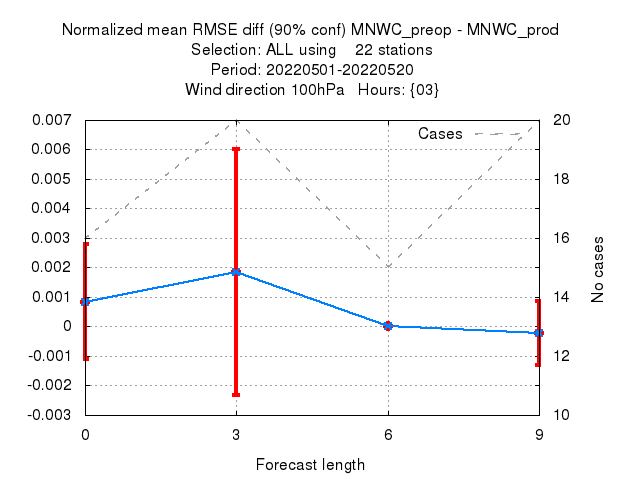 Normalized mean RMSE diff (90% conf) MNWC_preop - MNWC_prod
Selection: ALL using    22 stations
Period: 20220501-20220520
Wind direction 100hPa   Hours: {03}
Cases
0.007
0.006
0.005
0.004
0.003
0.002
0.001
0
-0.001
-0.002
-0.003
20
18
16
14
12
10
No cases
0 3 6 9
Forecast length